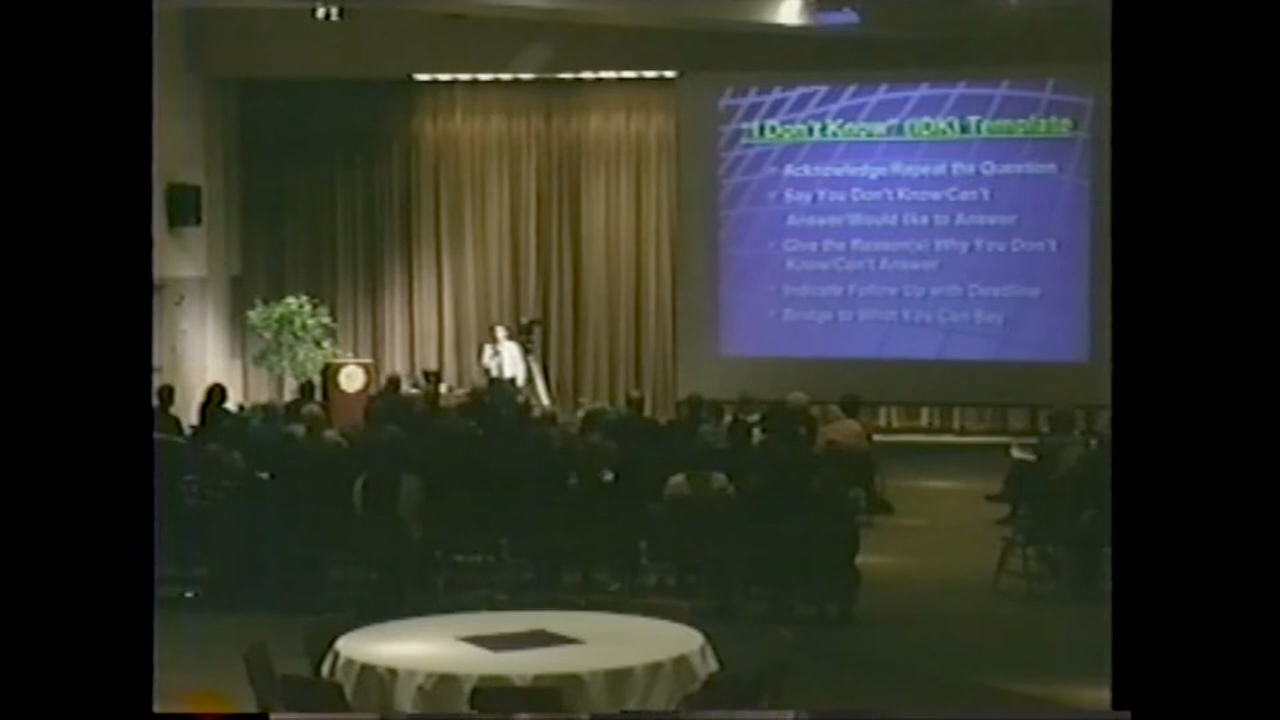 #1
"I Don't Know" (IDK) Template
Acknowledge/Repeat the Question
Say You Don't Know/Can't
Answer/Would like to Answer
Give the Reason(s) Why You Don't
Know/Can't Answer
Indicate Follow Up with Deadline
Bridge to What You Can Say